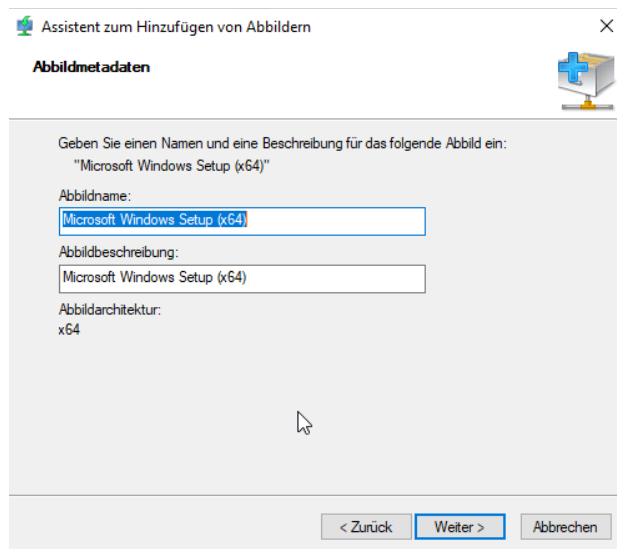 Assistent zum Hinzufügen von Abbildern
Abbildmetadaten
Geben Sie einen Namen und eine Beschreibung für das folgende Abbild ein:
"Microsoft Windows Setup (x64)"
Abbildname:
Microsoft Windows Setup (x64)
Abbildbeschreibung:
Microsoft Windows Setup (x64)
Abbildarchitektur:
x64
< Zurück
Weiter >
Abbrechen